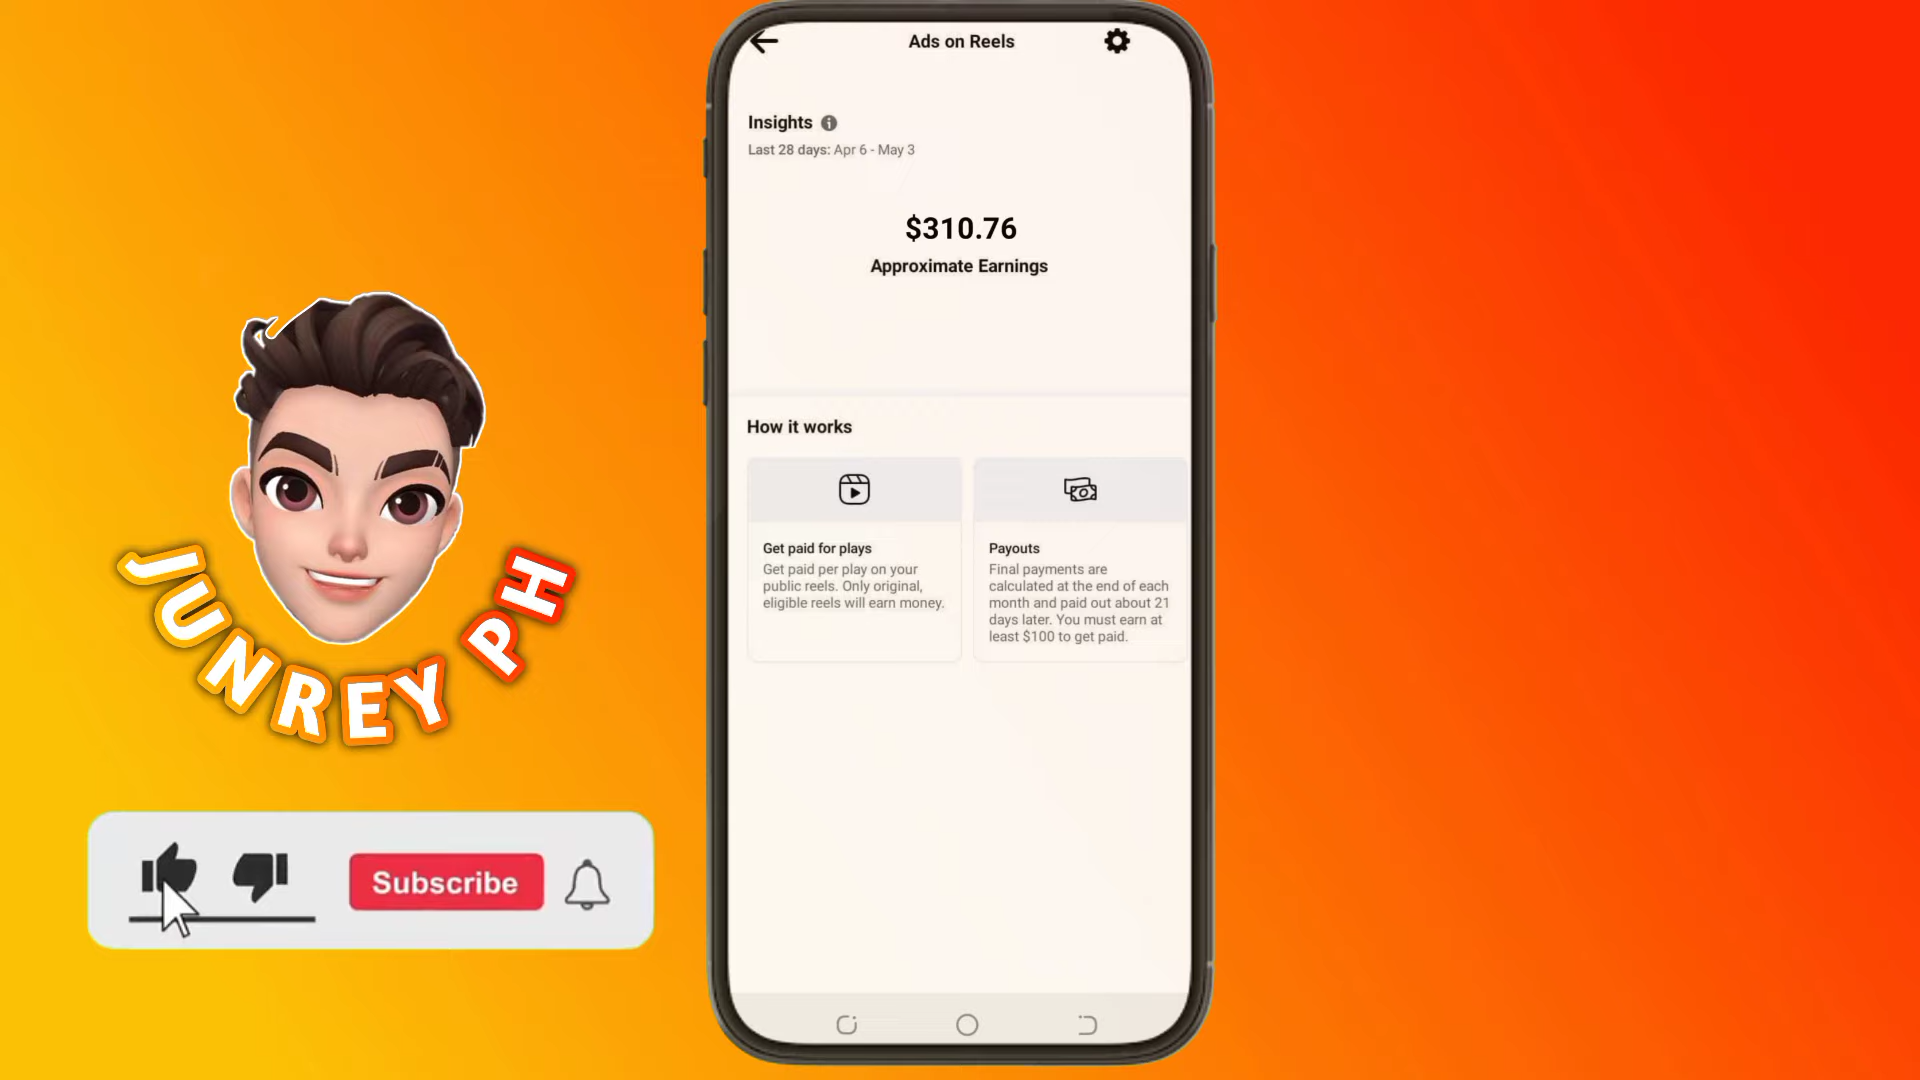 Ads on Reels
Insights
Last 28 days: Apr 6 - May 3
$310.76
Approximate Earnings
How it works
Get paid for plays
Get paid per play on your
public reels. Only original,
eligible reels will earn money.
Payouts
Final payments are
calculated at the end of each
month and paid out about 21
days later. You must earn at
least $100 to get paid.
JUNREY PH
Subscribe